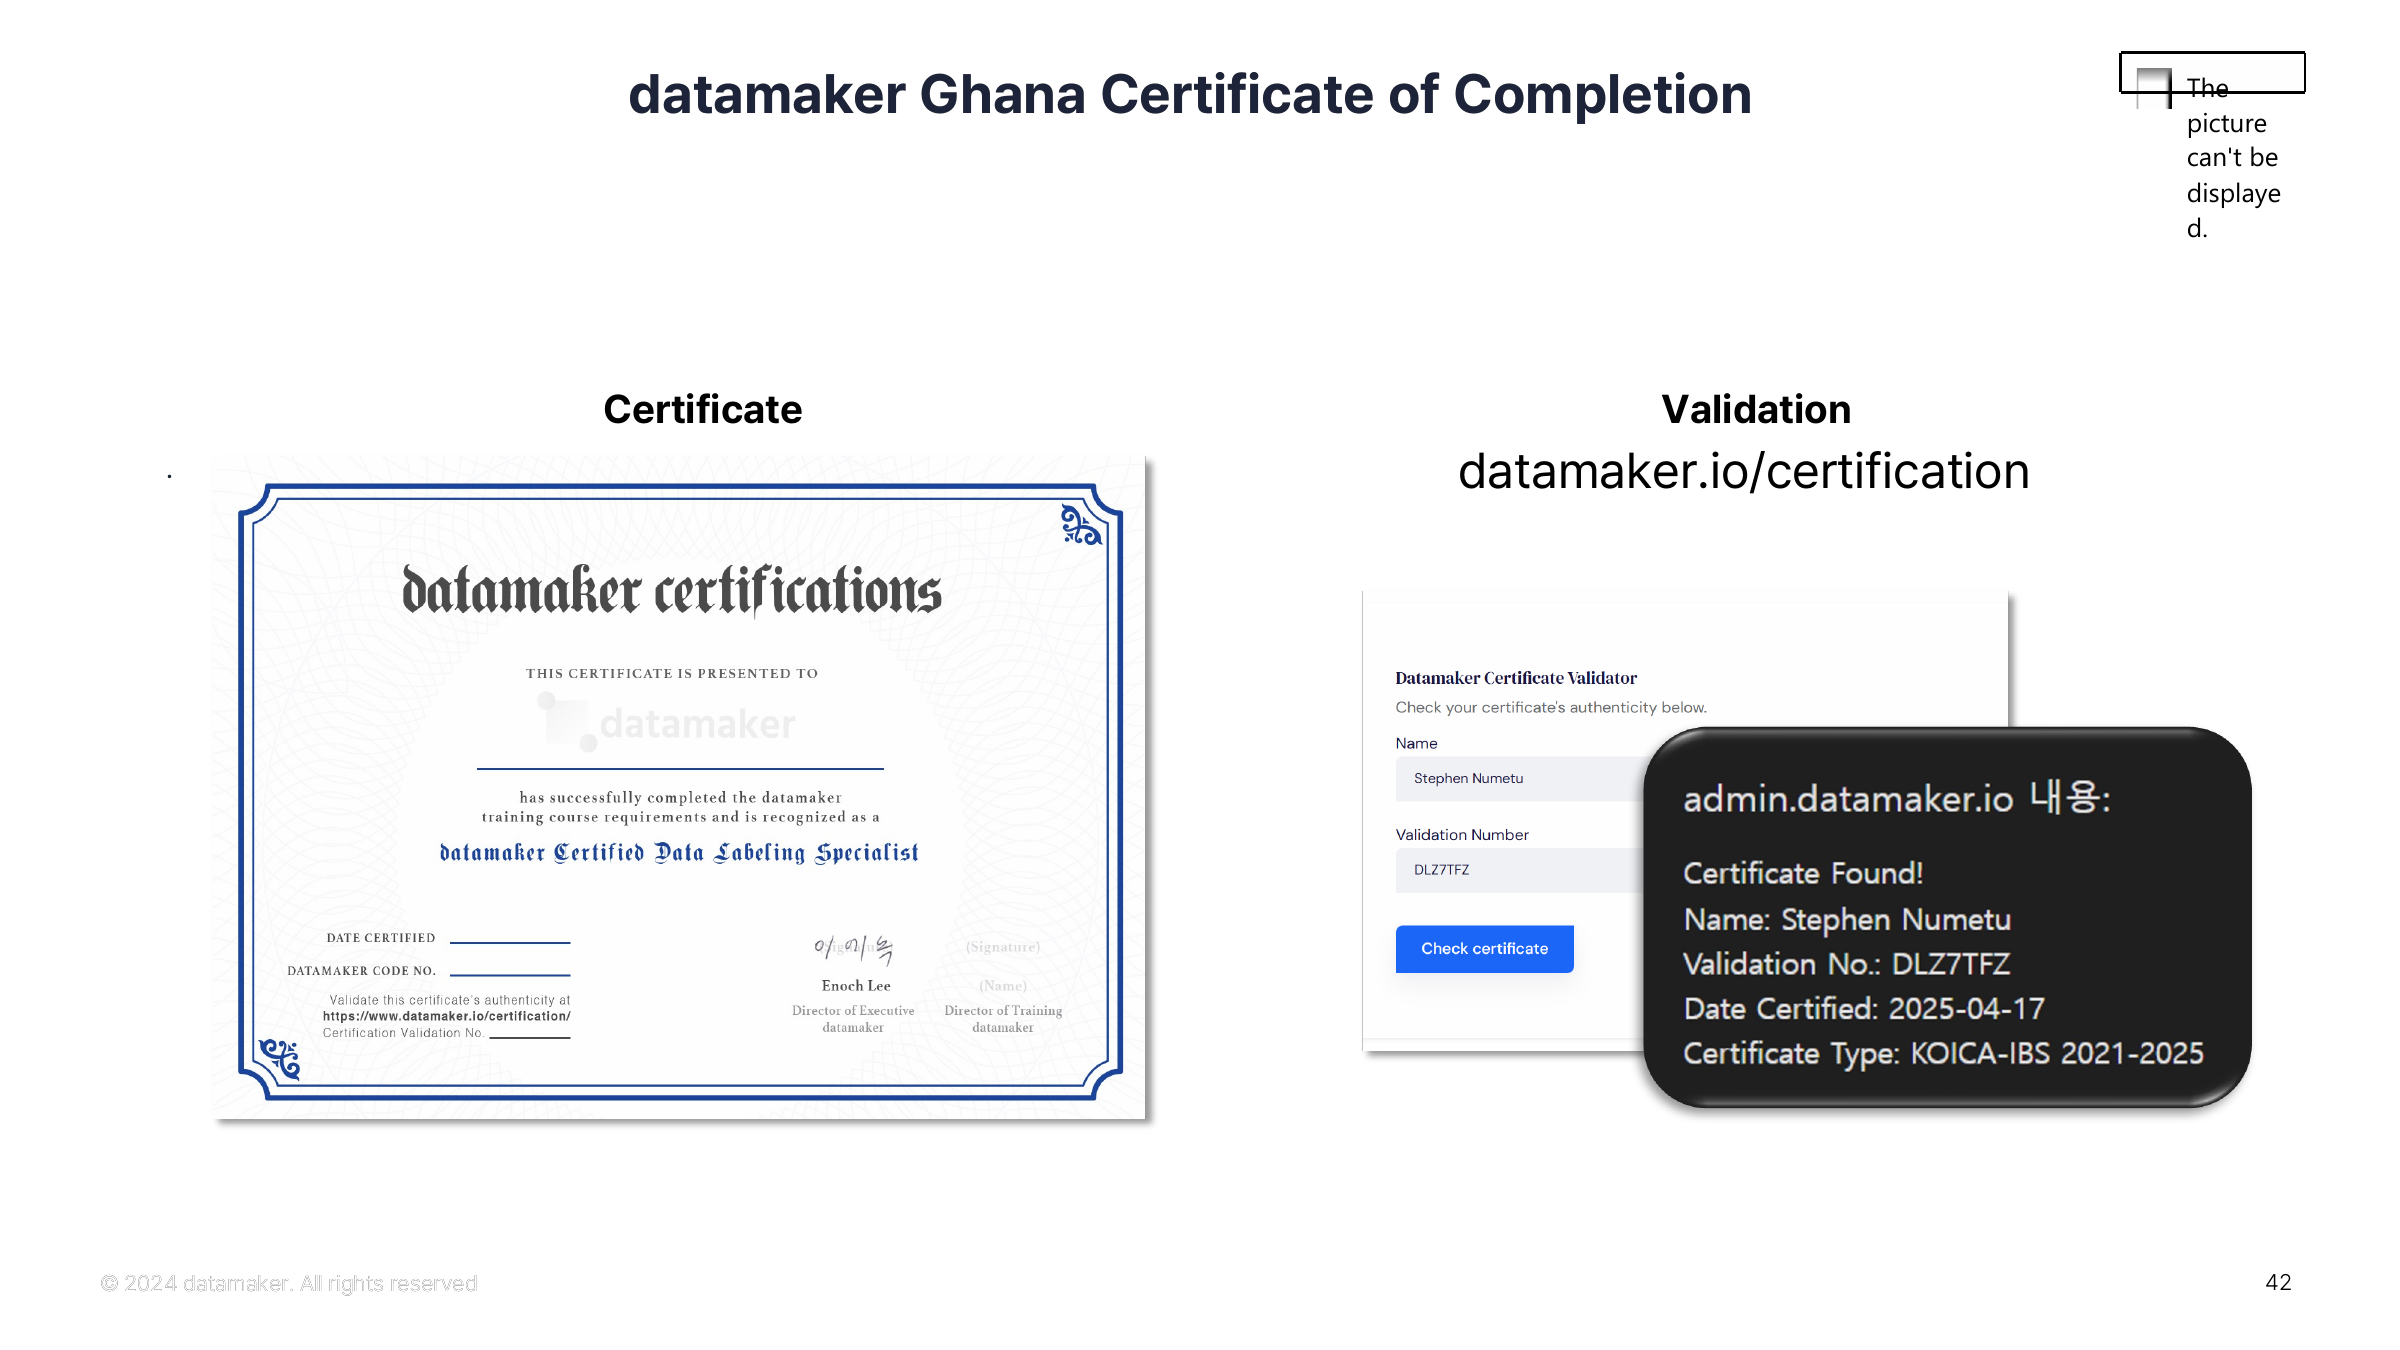 datamaker Ghana Certificate of Completion
The
picture
can't be
displaye
d.
Certificate
.
datamaker certifications
THIS CERTIFICATE IS PRESENTED TO
datamaker
has successfully completed the datamaker
training course requirements and is recognized as a
datamaker Certified Data Labeling Specialist
DATE CERTIFIED
DATAMAKER CODE NO.
Validate this certificate's authenticity at
https://www.datamaker.io/certification/
Certification Validation No.
이이녹
(Signature)
Enoch Lee
Director of Executive
datamaker
(Signature)
(Name)
Director of Training
datamaker
Validation
datamaker.io/certification
Datamaker Certificate Validator
Check your certificate's authenticity below.
Name
Stephen Numetu
Validation Number
DLZ7TFZ
Check certificate
admin.datamaker.io 내용:
Certificate Found!
Name: Stephen Numetu
Validation No.: DLZ7TFZ
Date Certified: 2025-04-17
Certificate Type: KOICA-IBS 2021-2025
© 2024 datamaker. All rights reserved
42